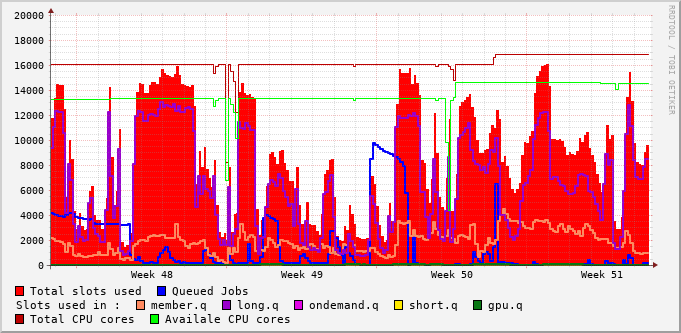 20000
18000
16000
14000
12000
10000
8000
6000
4000
2000
0
Week 48 Week 49 Week 50 Week 51
Total slots used Queued Jobs
Slots used in : member.q long.q ondemand.q short.q gpu.q
Total CPU cores Availale CPU cores
RRDTOOL / TOBI OETIKER